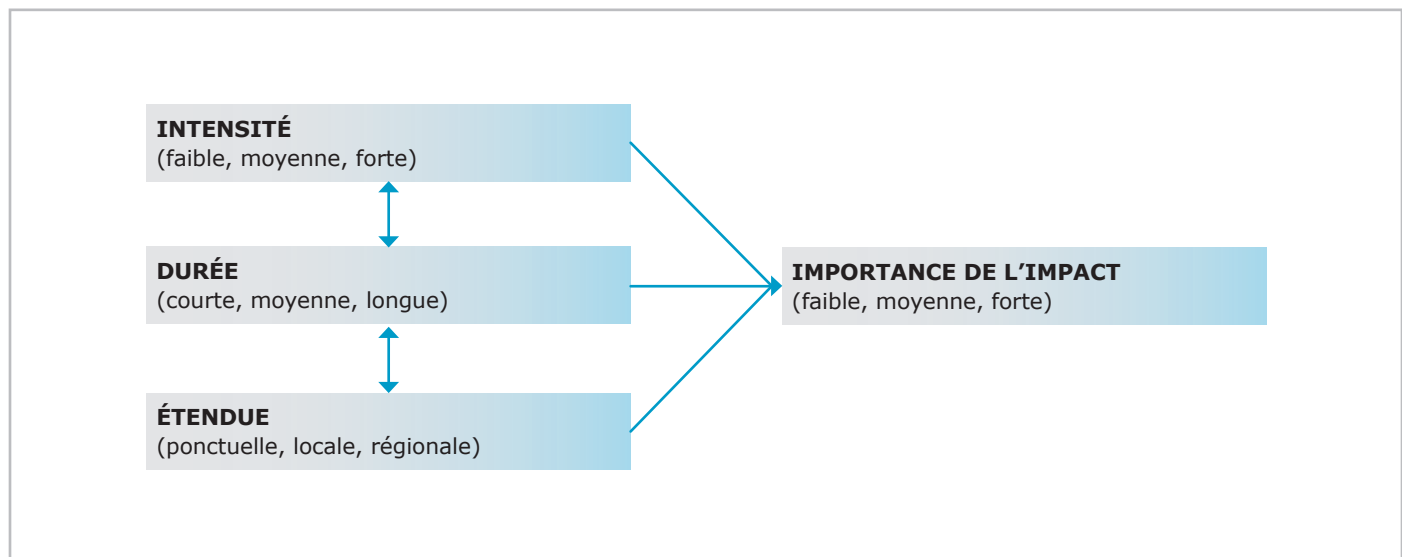 INTENSITÉ
(faible, moyenne, forte)
DURÉE
(courte, moyenne, longue)
IMPORTANCE DE L’IMPACT
(faible, moyenne, forte)
ÉTENDUE
(ponctuelle, locale, régionale)